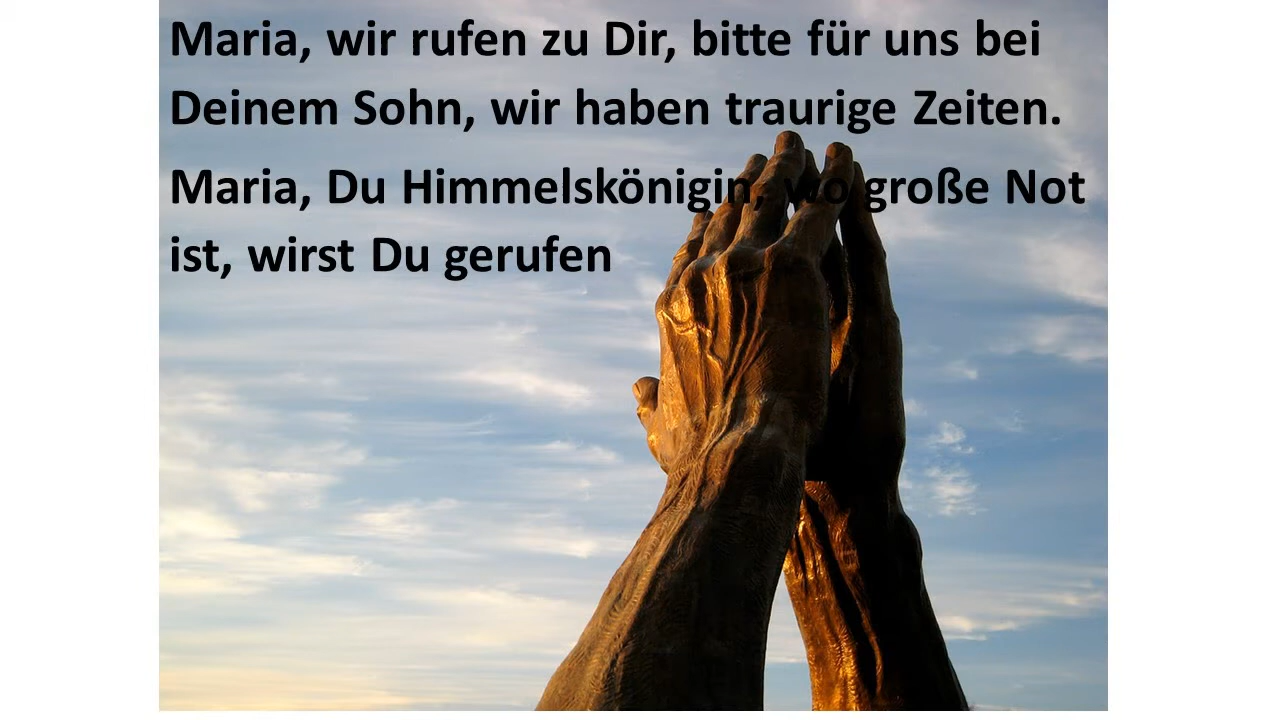 Maria, wir rufen zu Dir, bitte für uns bei
Deinem Sohn, wir haben traurige Zeiten.
Maria, Du Himmelskönigin, wo große Not
ist, wirst Du gerufen